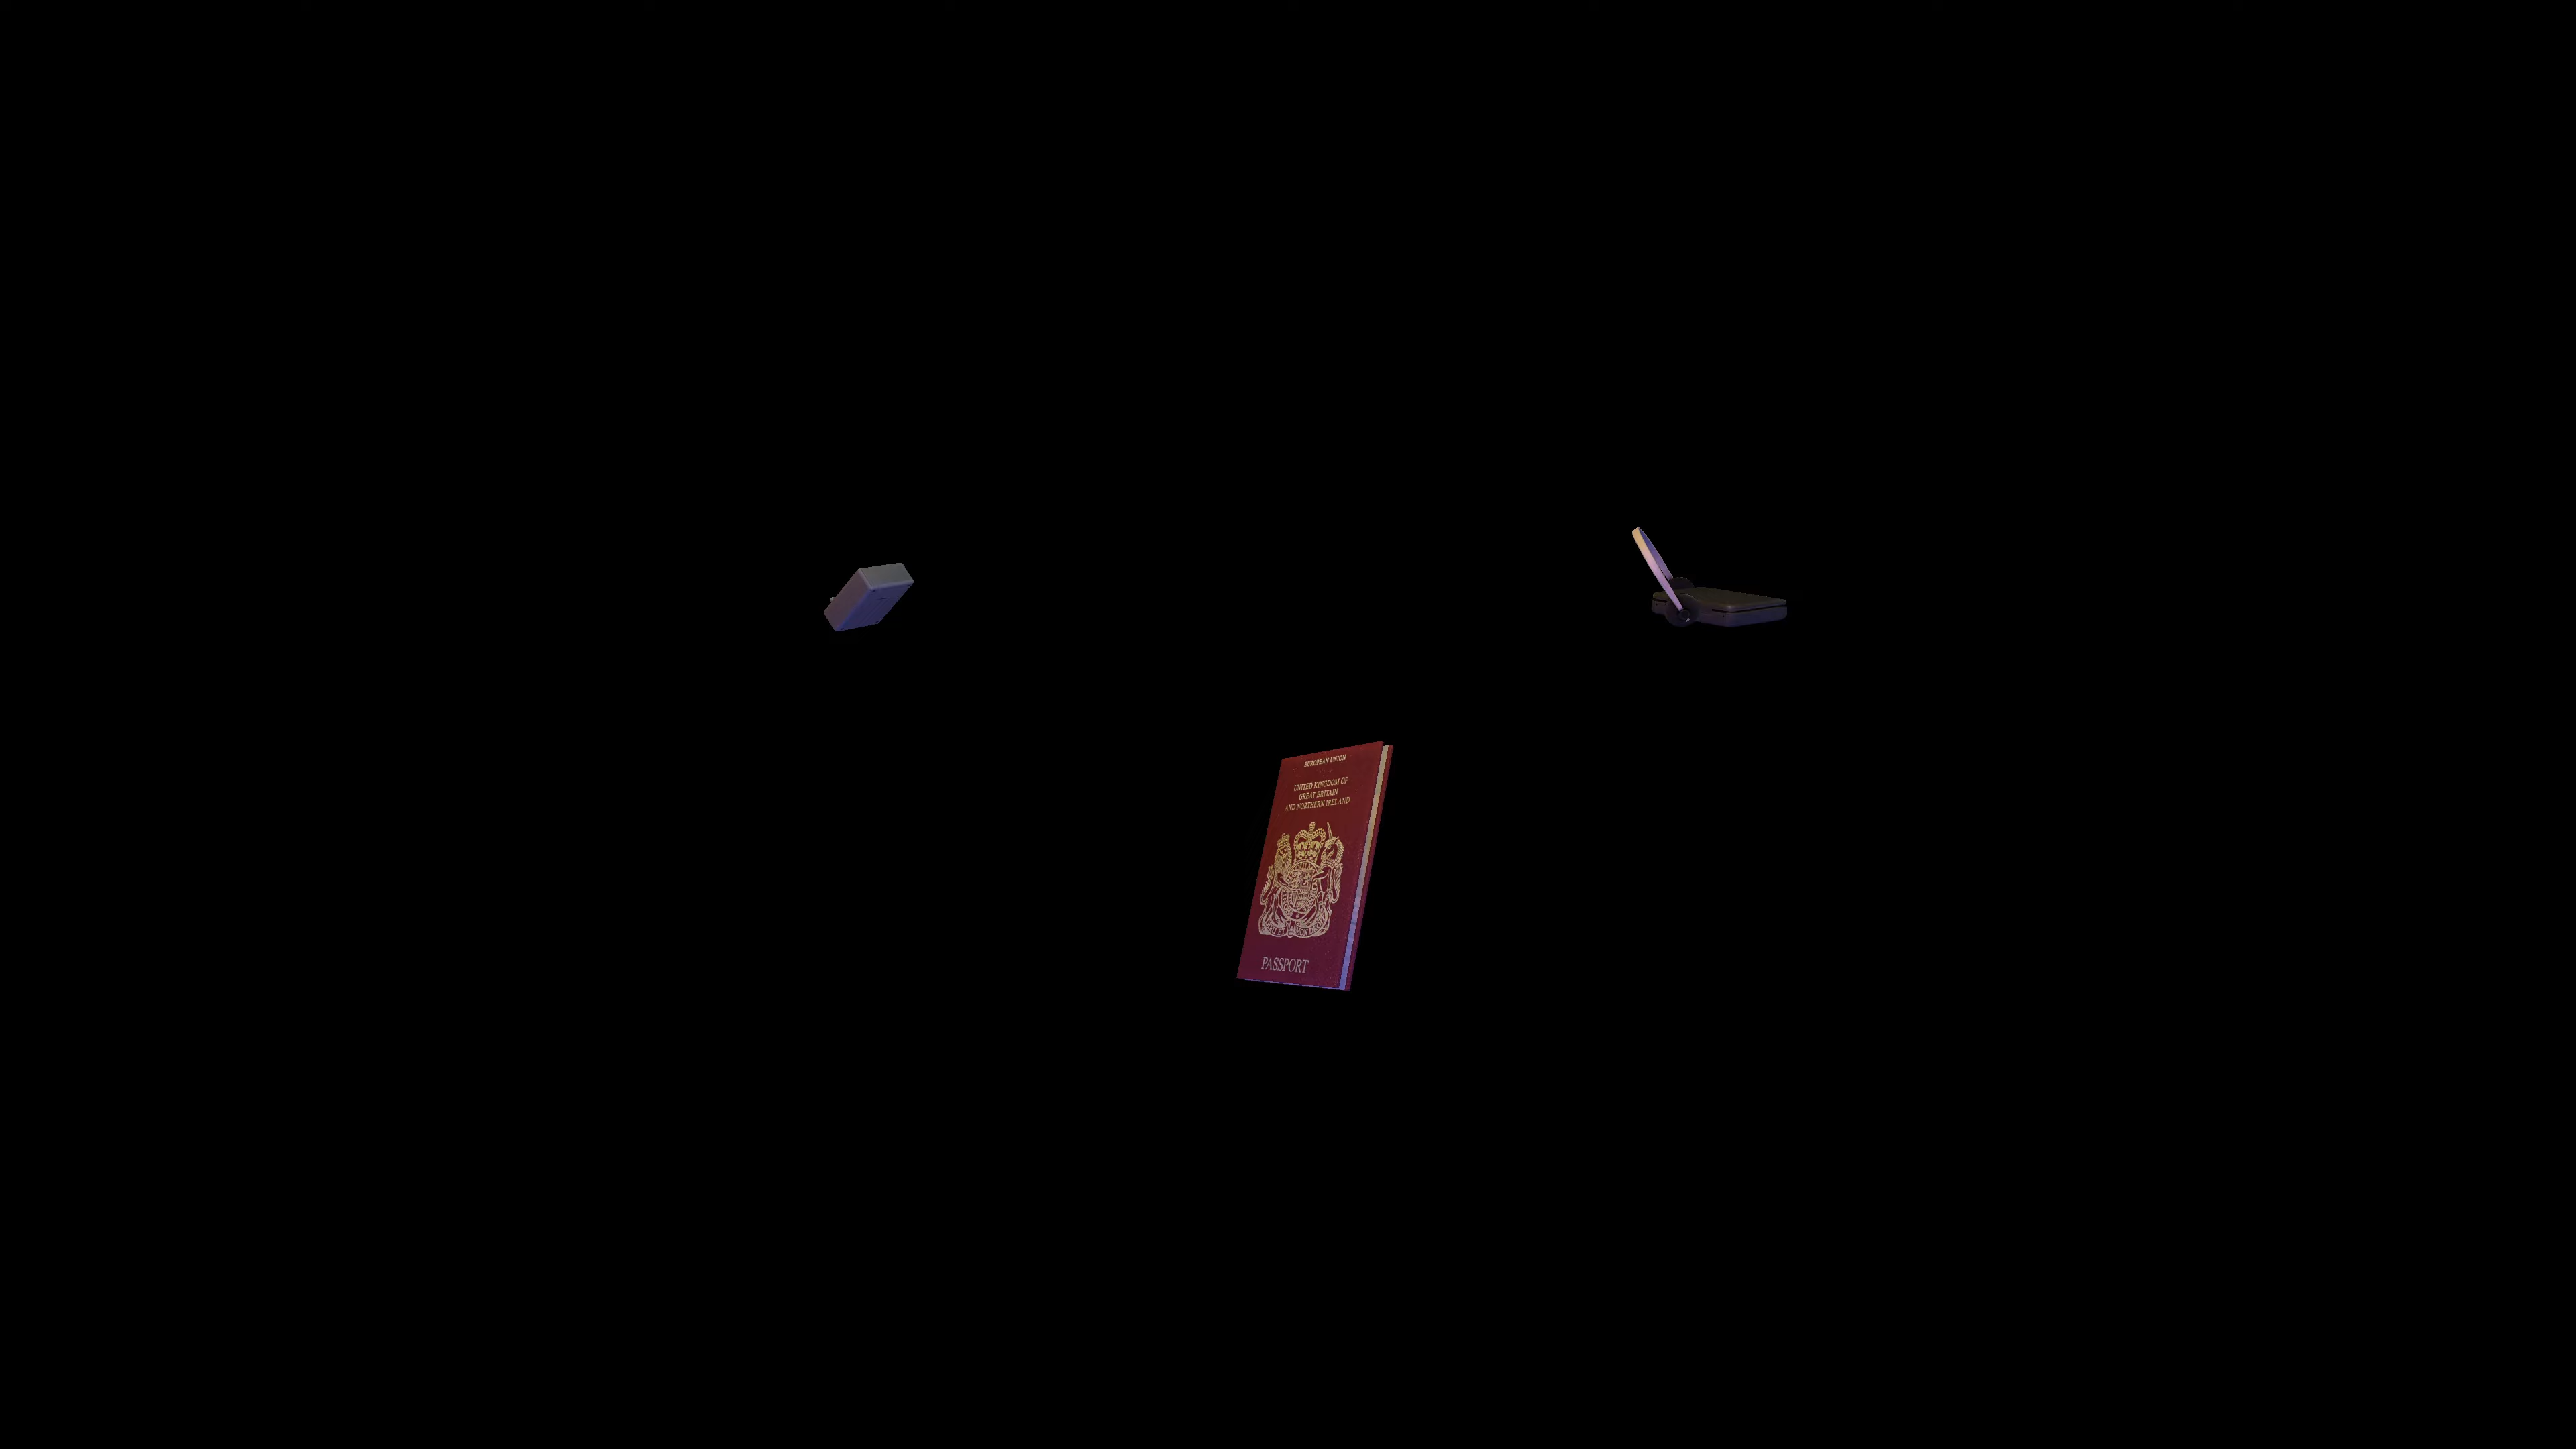 EUROPEAN UNION
UNITED KINGDOM OF
GREAT BRITAIN
AND NORTHERN IRELAND
PASSPORT